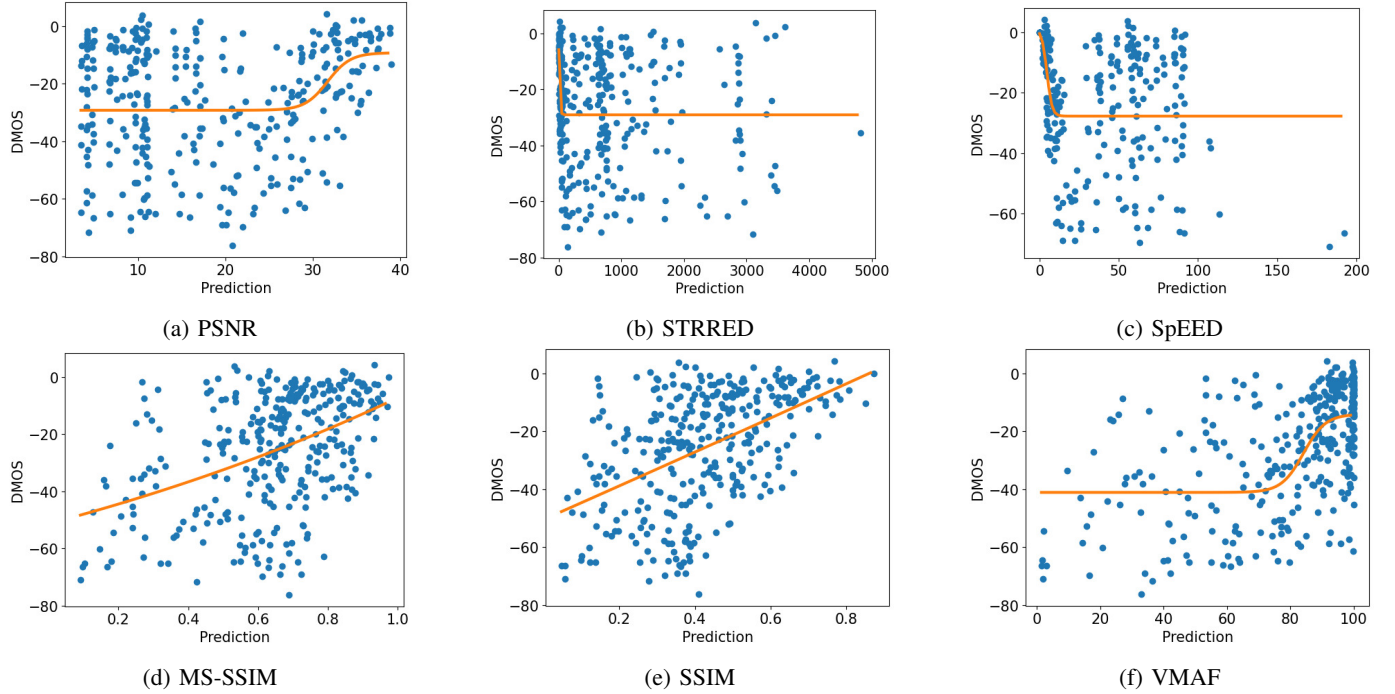 0
−20
−40
−60
−80
DMOS
10 20 30 40
Prediction
(a) PSNR
0
−20
−40
−60
−80
DMOS
0 1000 2000 3000 4000 5000
Prediction
(b) STRRED
0
−20
−40
−60
DMOS
0 50 100 150 200
Prediction
(c) SpEED
0
−20
−40
−60
−80
DMOS
0.2 0.4 0.6 0.8 1.0
Prediction
(d) MS-SSIM
0
−20
−40
−60
−80
DMOS
0.2 0.4 0.6 0.8
Prediction
(e) SSIM
0
−20
−40
−60
−80
DMOS
0 20 40 60 80 100
Prediction
(f) VMAF